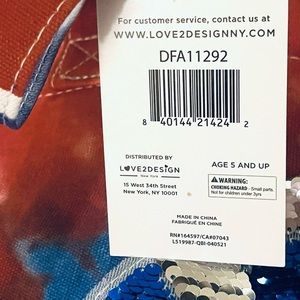 For customer service,
contact us at
WWW.LOVE2DESIGNNY.COM
DFA11292
8 40144 21424 2
DISTRIBUTED BY
LOVE2DESIGN
New York
15 West 34th Street
New York, NY 10001
AGE 5 AND UP
WARNING:
CHOKING HAZARD - Small parts.
Not for children under 3yrs
MADE IN CHINA
FABRIQUÉ EN CHINE
RN#164597/CA#07043
L519987-QBI-040521